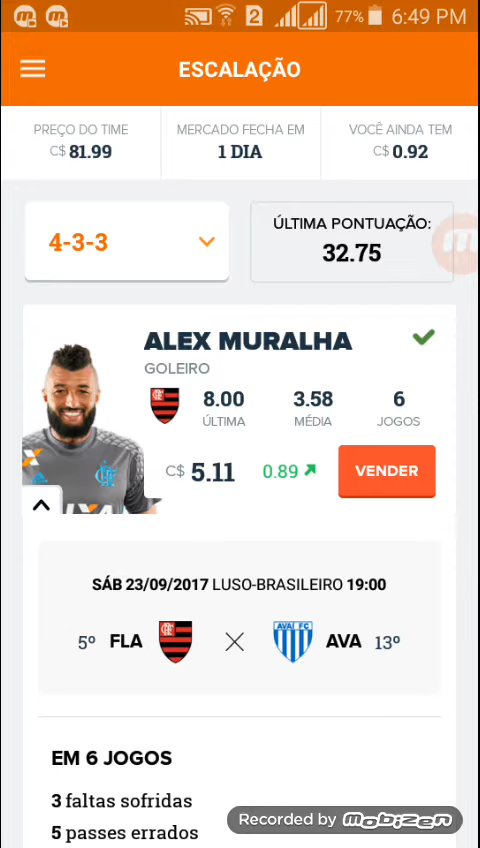 2 77% 6:49 PM
ESCALAÇÃO
PREÇO DO TIME
C$ 81.99
MERCADO FECHA EM
1 DIA
VOCÊ AINDA TEM
C$ 0.92
4-3-3
ÚLTIMA PONTUAÇÃO:
32.75
ALEX MURALHA
GOLEIRO
8.00 3.58 6
ÚLTIMA MÉDIA JOGOS
C$ 5.11 0.89 VENDER
SÁB 23/09/2017 LUSO-BRASILEIRO 19:00
5º FLA AVAÍ FC AVA 13º
EM 6 JOGOS
3 faltas sofridas
5 passes errados
Recorded by mobizen